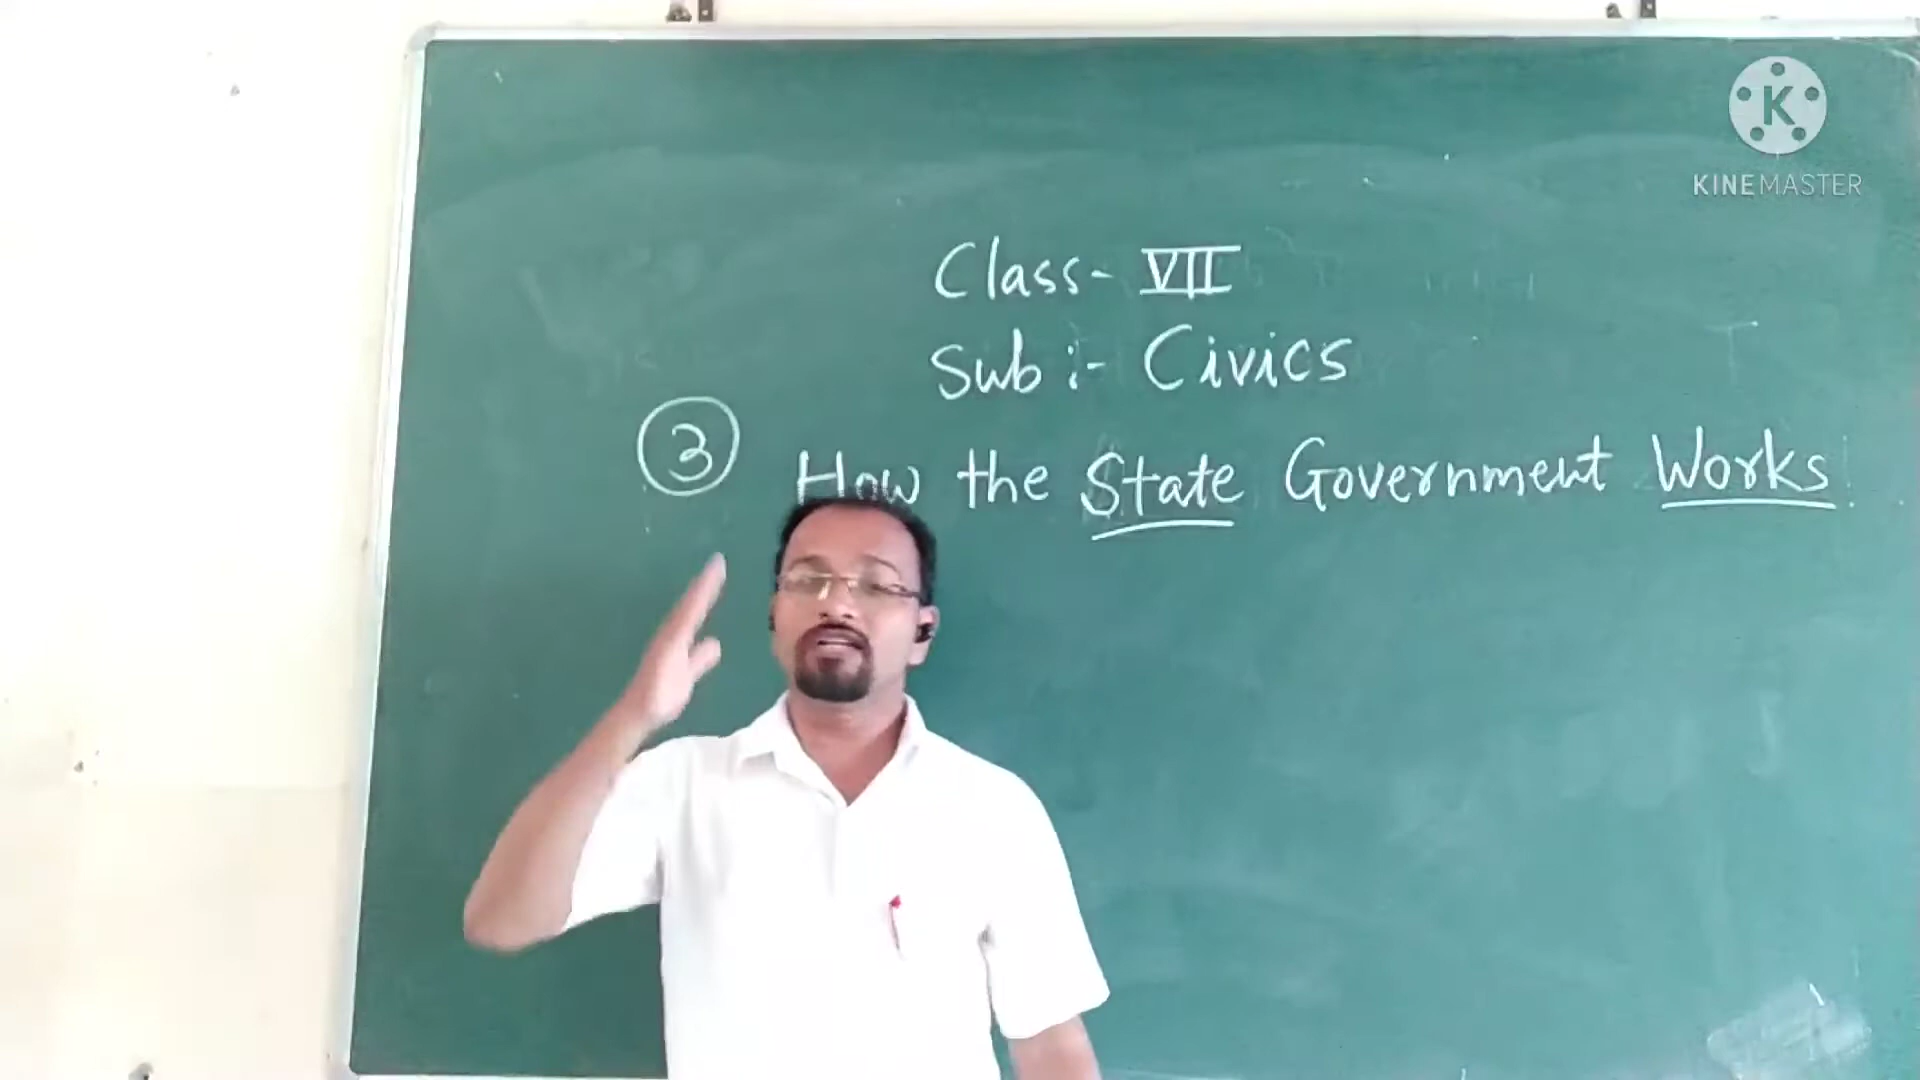 KINEMASTER
Class- VII
Sub :- Civics
3 How the State Government Works